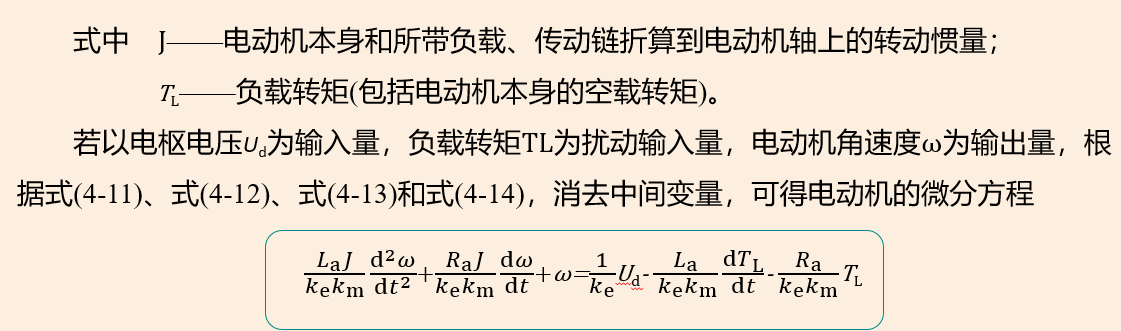 式中 J——电动机本身和所带负载、传动链折算到电动机轴上的转动惯量；
T_L——负载转矩(包括电动机本身的空载转矩)。
若以电枢电压U_d为输入量，负载转矩TL为扰动输入量，电动机角速度ω为输出量，根
据式(4-11)、式(4-12)、式(4-13)和式(4-14)，消去中间变量，可得电动机的微分方程
\frac{L_a J}{k_e k_m}\frac{d^2 ω}{dt^2}+\frac{R_a J}{k_e k_m}\frac{dω}{dt}+ω=\frac{1}{k_e}U_d-\frac{L_a}{k_e k_m}\frac{dT_L}{dt}-\frac{R_a}{k_e k_m}T_L